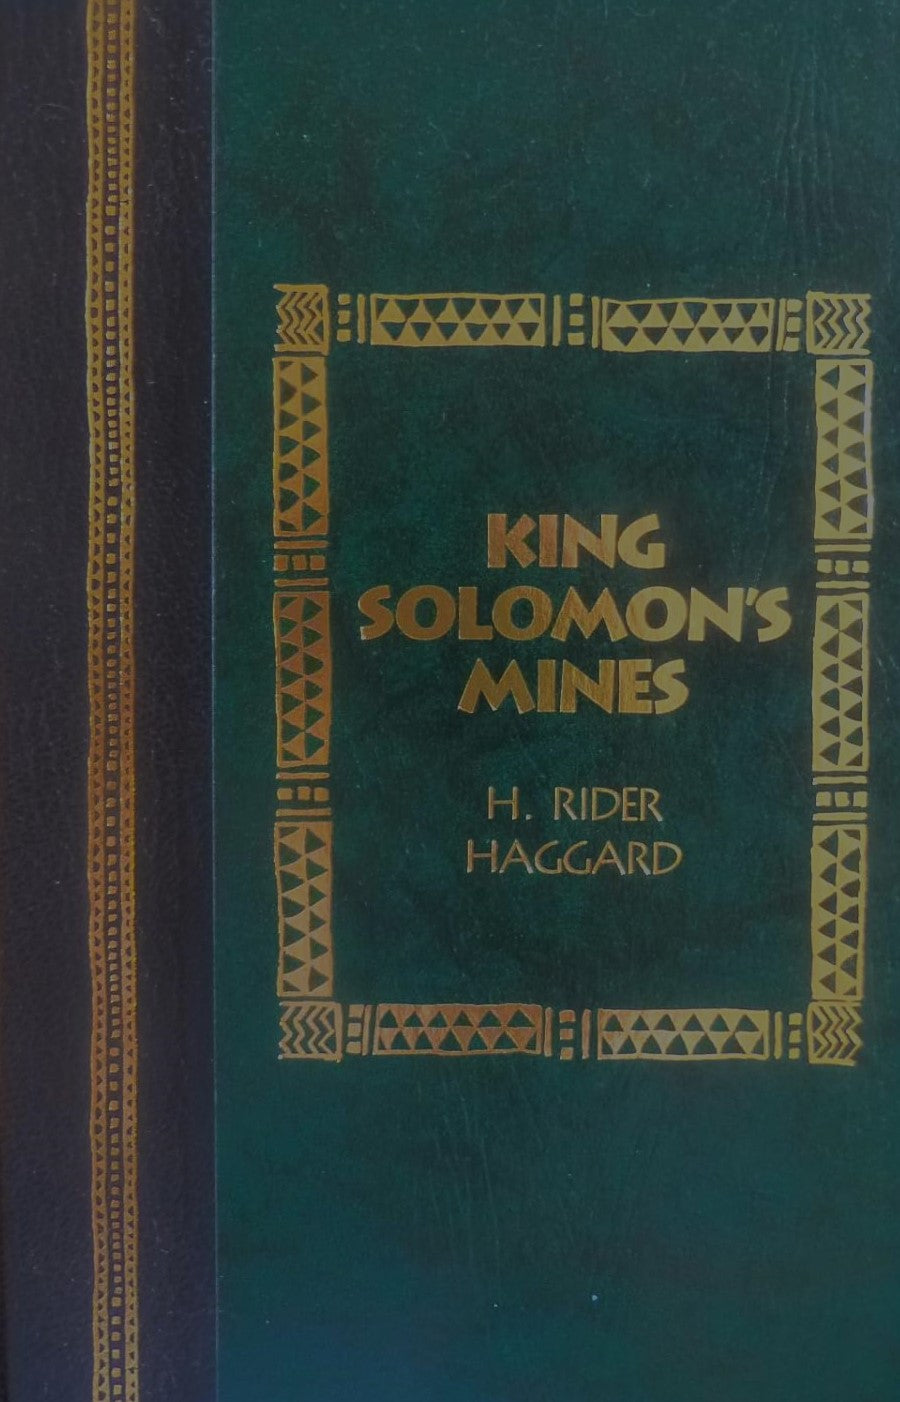 KING
SOLOMON'S
MINES
H. RIDER
HAGGARD